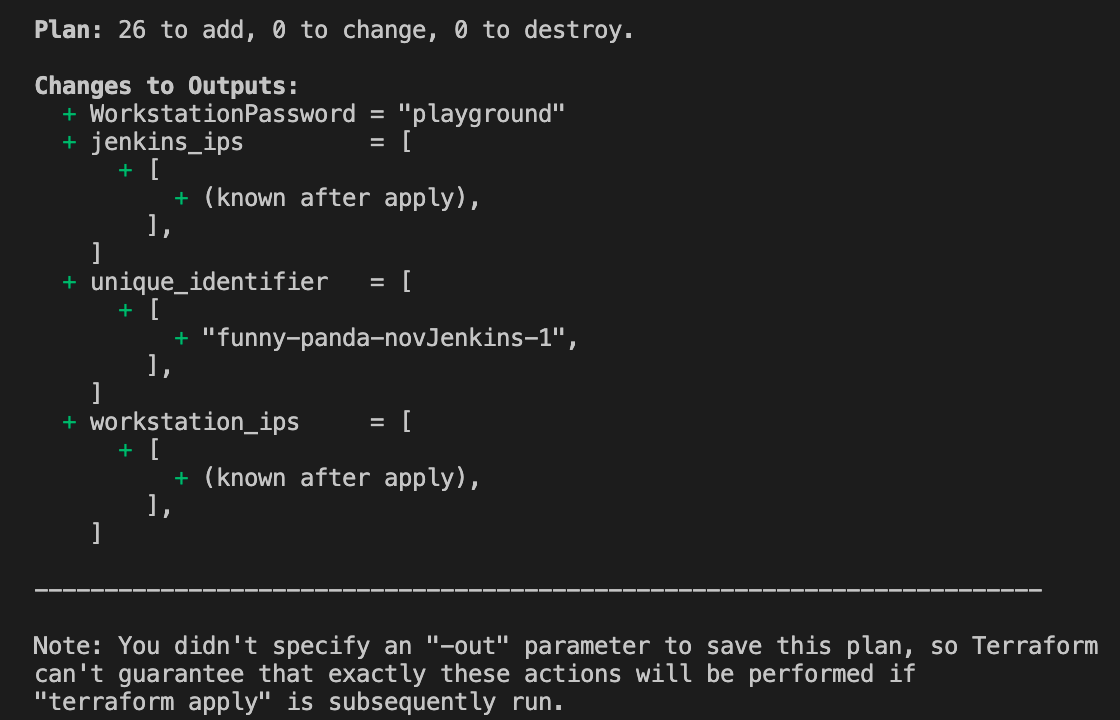 Plan: 26 to add, 0 to change, 0 to destroy.
Changes to Outputs:
  + WorkstationPassword = "playground"
  + jenkins_ips         = [
      + [
          + (known after apply),
        ],
    ]
  + unique_identifier   = [
      + [
          + "funny-panda-novJenkins-1",
        ],
    ]
  + workstation_ips     = [
      + [
          + (known after apply),
        ],
    ]
------------------------------------------------------------------------
Note: You didn't specify an "-out" parameter to save this plan, so Terraform
can't guarantee that exactly these actions will be performed if
"terraform apply" is subsequently run.